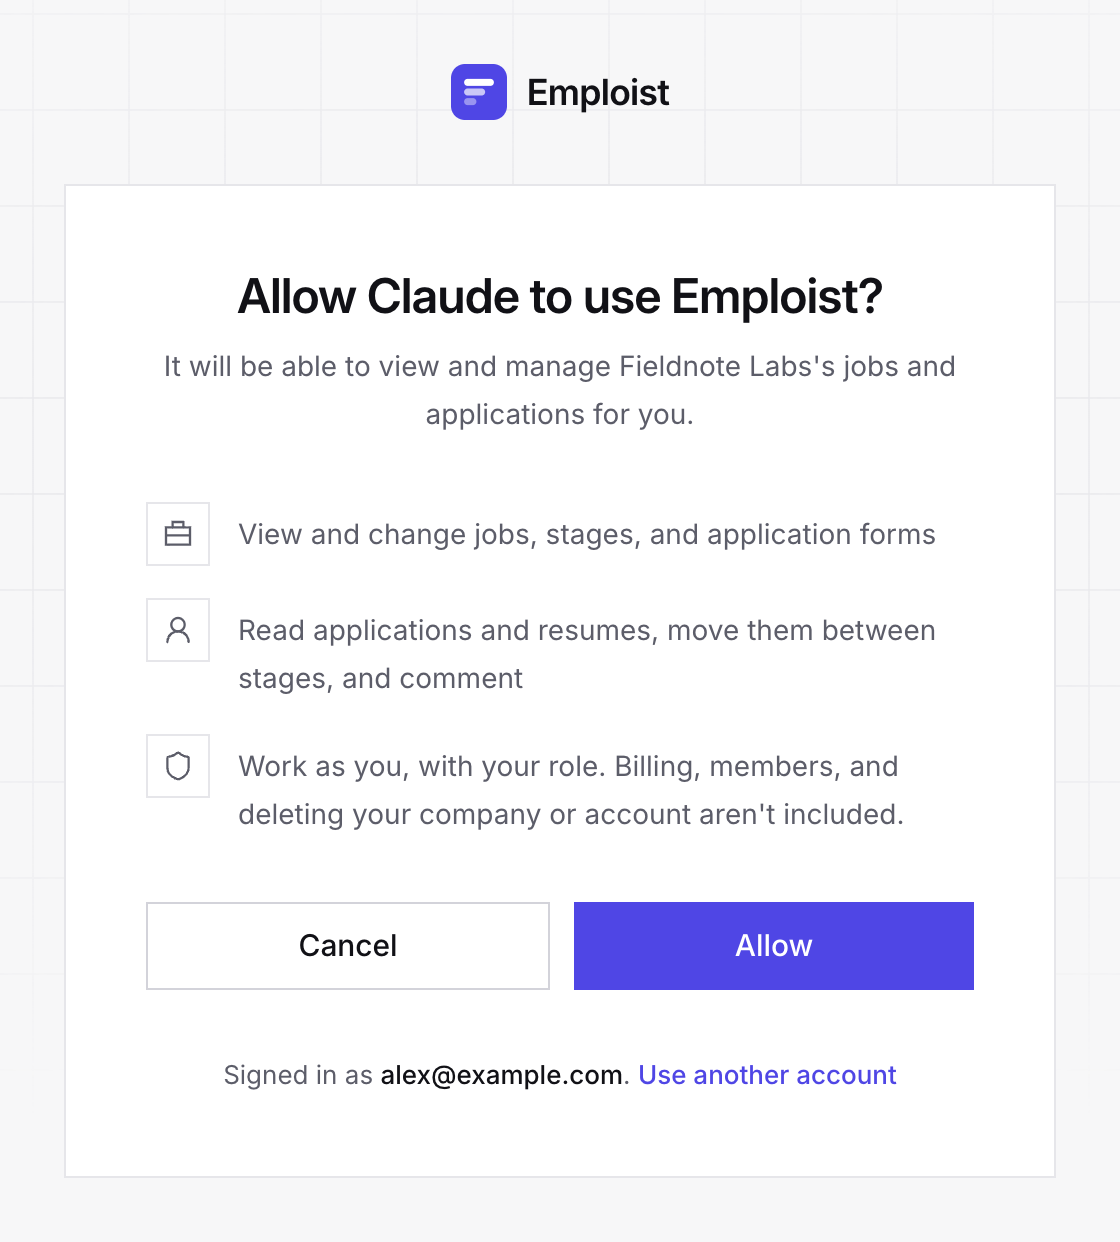 Emploist
Allow Claude to use Emploist?
It will be able to view and manage Fieldnote Labs's jobs and
applications for you.
View and change jobs, stages, and application forms
Read applications and resumes, move them between
stages, and comment
Work as you, with your role. Billing, members, and
deleting your company or account aren't included.
Cancel
Allow
Signed in as alex@example.com. Use another account